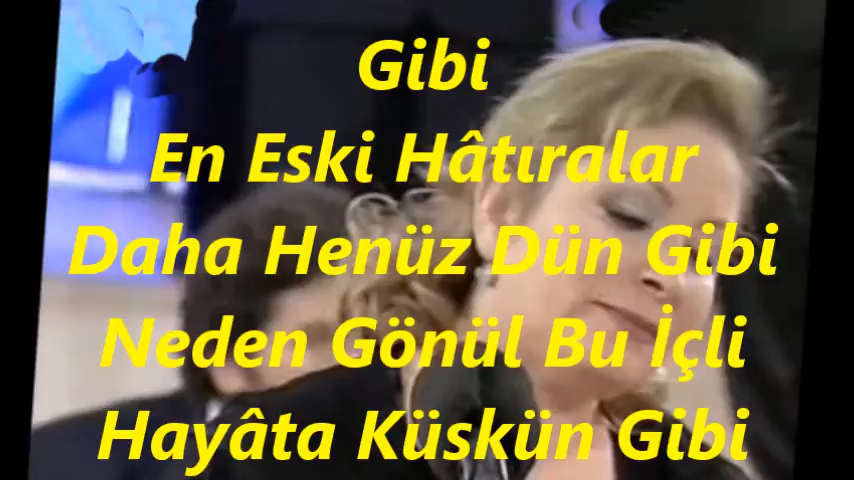 Gibi
En Eski Hâtıralar
Daha Henüz Dün Gibi
Neden Gönül Bu İçli
Hayâta Küskün Gibi